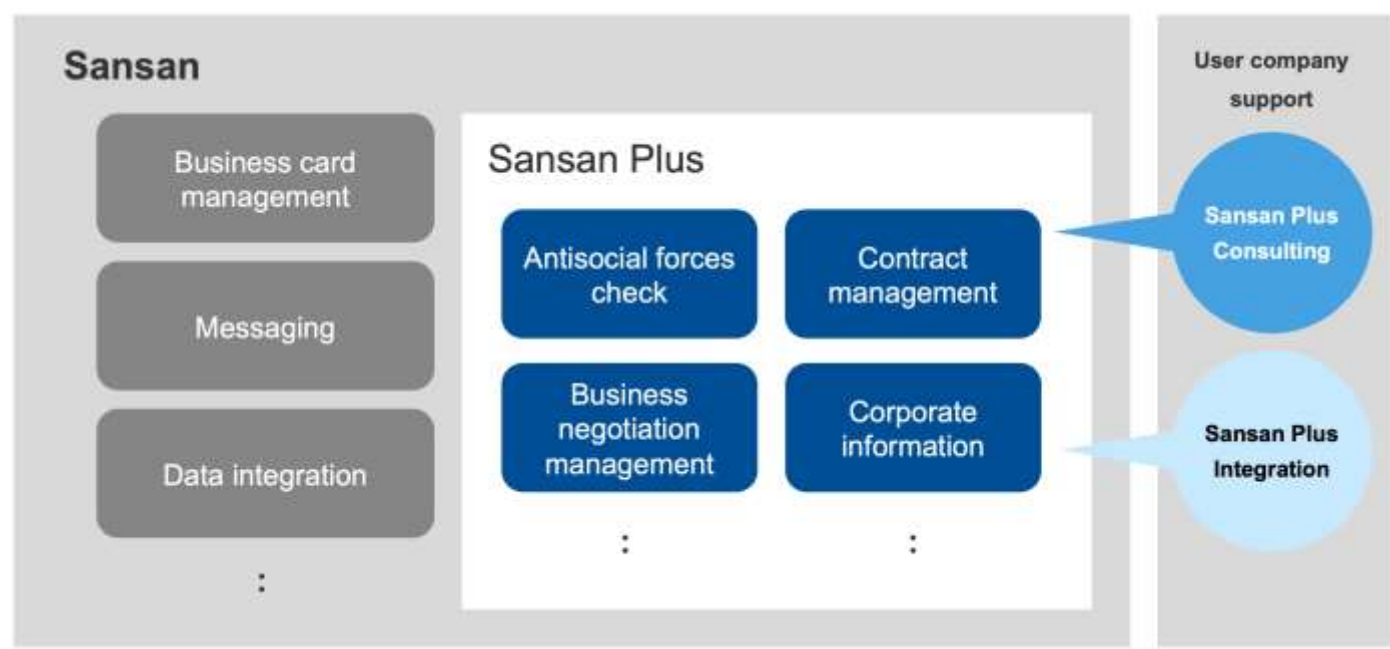 Sansan
Business card
management
Messaging
Data integration
:
Sansan Plus
Antisocial forces
check
Contract
management
Business
negotiation
management
Corporate
information
:
:
User company
support
Sansan Plus
Consulting
Sansan Plus
Integration